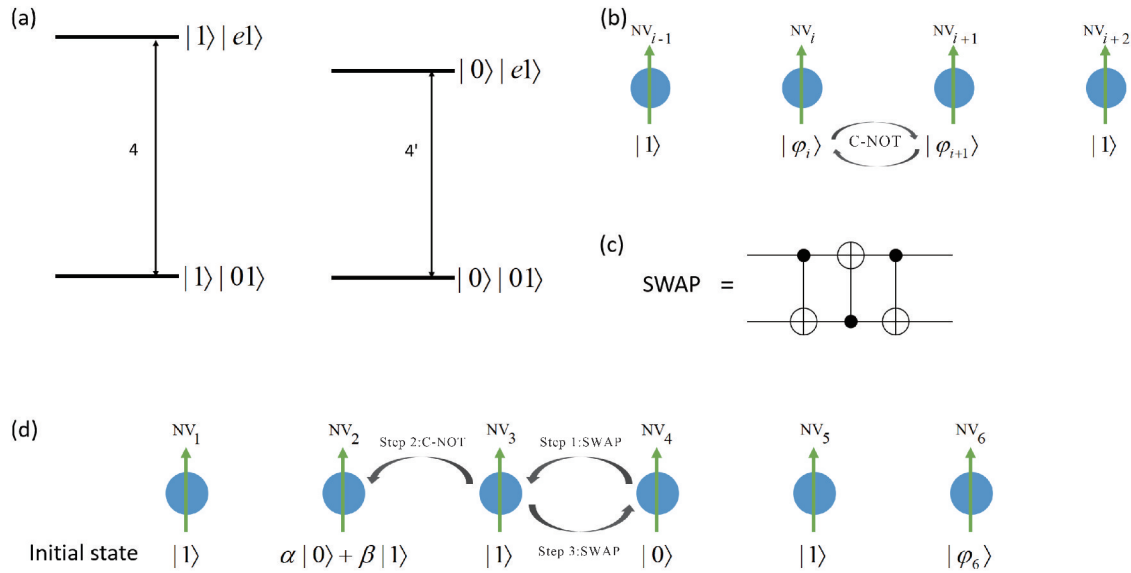 (a)
|1⟩|e1⟩
|0⟩|e1⟩
4
4'
|1⟩|01⟩
|0⟩|01⟩
(b)
NV_{i-1} NV_i NV_{i+1} NV_{i+2}
|1⟩ |φ_i⟩ C-NOT |φ_{i+1}⟩ |1⟩
(c)
SWAP =
(d)
NV_1 NV_2 Step 2:C-NOT NV_3 Step 1:SWAP NV_4 NV_5 NV_6
Step 3:SWAP
Initial state |1⟩ α|0⟩+β|1⟩ |1⟩ |0⟩ |1⟩ |φ_6⟩